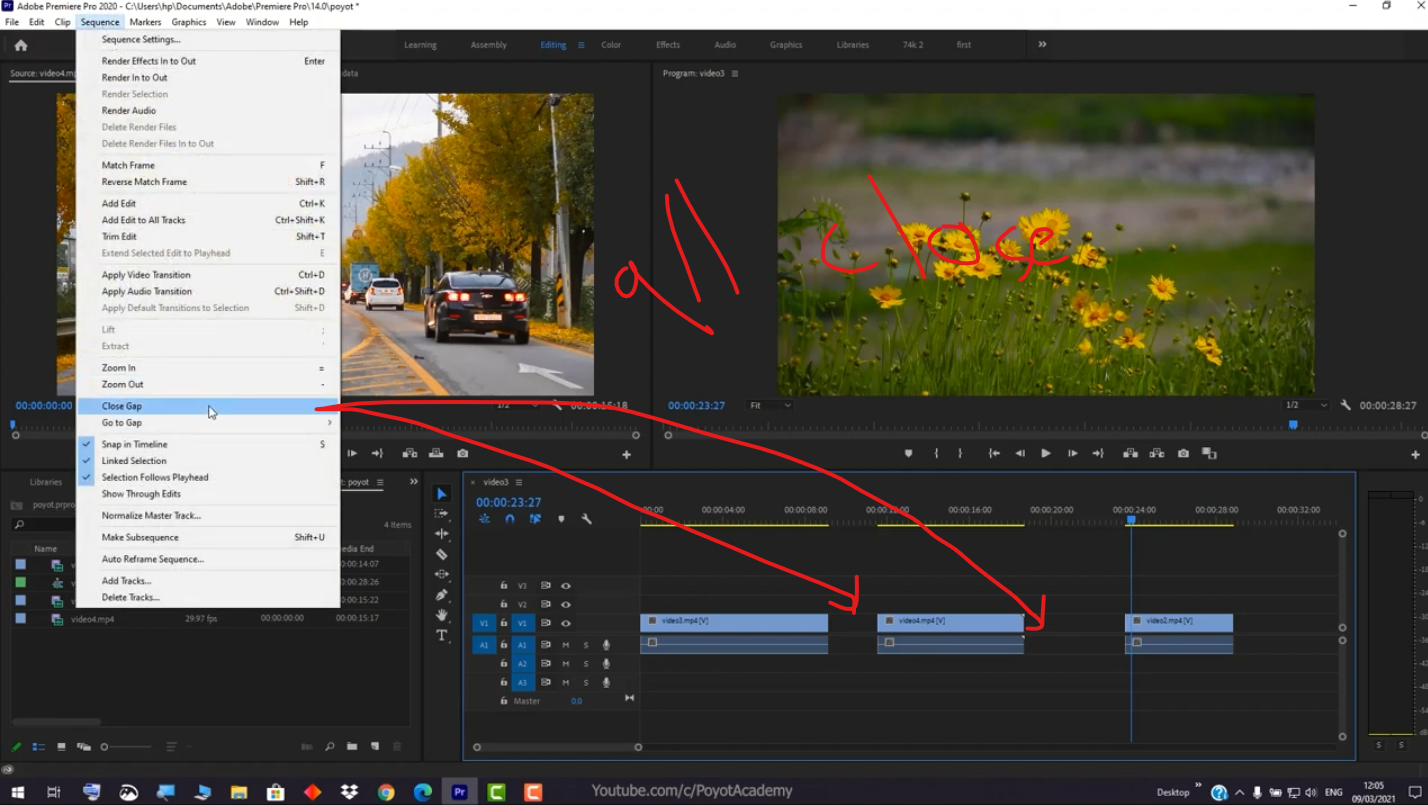 Adobe Premiere Pro 2020 - C:\Users\hp\Documents\Adobe\Premiere Pro\14.0\poyot *
File Edit Clip Sequence Markers Graphics View Window Help
Learning Assembly Editing Color Effects Audio Graphics Libraries 74k 2 first
Source: video4.mp
data
Program: video3
Sequence Settings...
Render Effects In to Out Enter
Render In to Out
Render Selection
Render Audio
Delete Render Files
Delete Render Files In to Out
Match Frame F
Reverse Match Frame Shift+R
Add Edit Ctrl+K
Add Edit to All Tracks Ctrl+Shift+K
Trim Edit Shift+T
Extend Selected Edit to Playhead E
Apply Video Transition Ctrl+D
Apply Audio Transition Ctrl+Shift+D
Apply Default Transitions to Selection Shift+D
Lift ;
Extract '
Zoom In =
Zoom Out -
Close Gap
Go to Gap
Snap in Timeline S
Linked Selection
Selection Follows Playhead
Show Through Edits
Normalize Master Track...
Make Subsequence Shift+U
Auto Reframe Sequence...
Add Tracks...
Delete Tracks...
all close
00:00:00:00 1/2 00:00:15:18
00:00:23:27 Fit 1/2 00:00:28:27
Libraries
t: poyot
poyot.prpro
4 Items
Name
Media End
00:00:14:07
00:00:28:26
00:00:15:22
video4.mp4 29.97 fps 00:00:00:00 00:00:15:17
video3
00:00:23:27
:00:00 00:00:04:00 00:00:08:00 00:00:12:00 00:00:16:00 00:00:20:00 00:00:24:00 00:00:28:00 00:00:32:00
V3
V2
V1 V1 video3.mp4 [V] video4.mp4 [V] video2.mp4 [V]
A1 A1 M S
A2 M S
A3 M S
Master 0.0
S S
Youtube.com/c/PoyotAcademy
Desktop ENG 12:05
09/03/2021